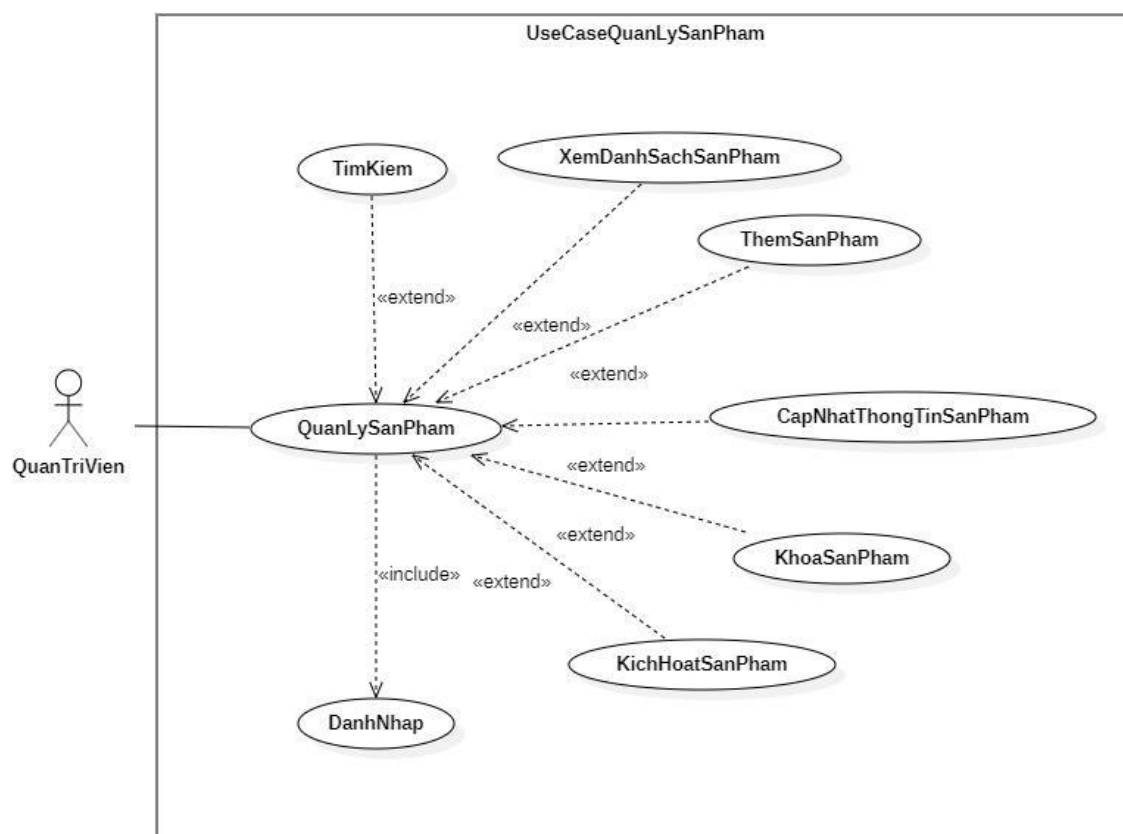 UseCaseQuanLySanPham
TimKiem
XemDanhSachSanPham
ThemSanPham
«extend»
«extend»
«extend»
QuanTriVien
QuanLySanPham
CapNhatThongTinSanPham
«extend»
«extend»
KhoaSanPham
«include»
«extend»
KichHoatSanPham
DanhNhap